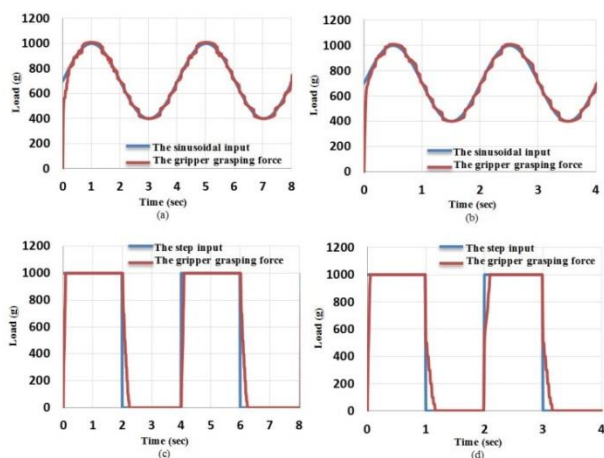 1200
1000
800
600
400
200
0
Load (g)
The sinusoidal input
The gripper grasping force
0 1 2 3 4 5 6 7 8
Time (sec)
(a)
1200
1000
800
600
400
200
0
Load (g)
The sinusoidal input
The gripper grasping force
0 1 2 3 4
Time (sec)
(b)
The step input
The gripper grasping force
1200
1000
800
600
400
200
0
Load (g)
0 1 2 3 4 5 6 7 8
Time (sec)
(c)
The step input
The gripper grasping force
1200
1000
800
600
400
200
0
Load (g)
0 1 2 3 4
Time (sec)
(d)